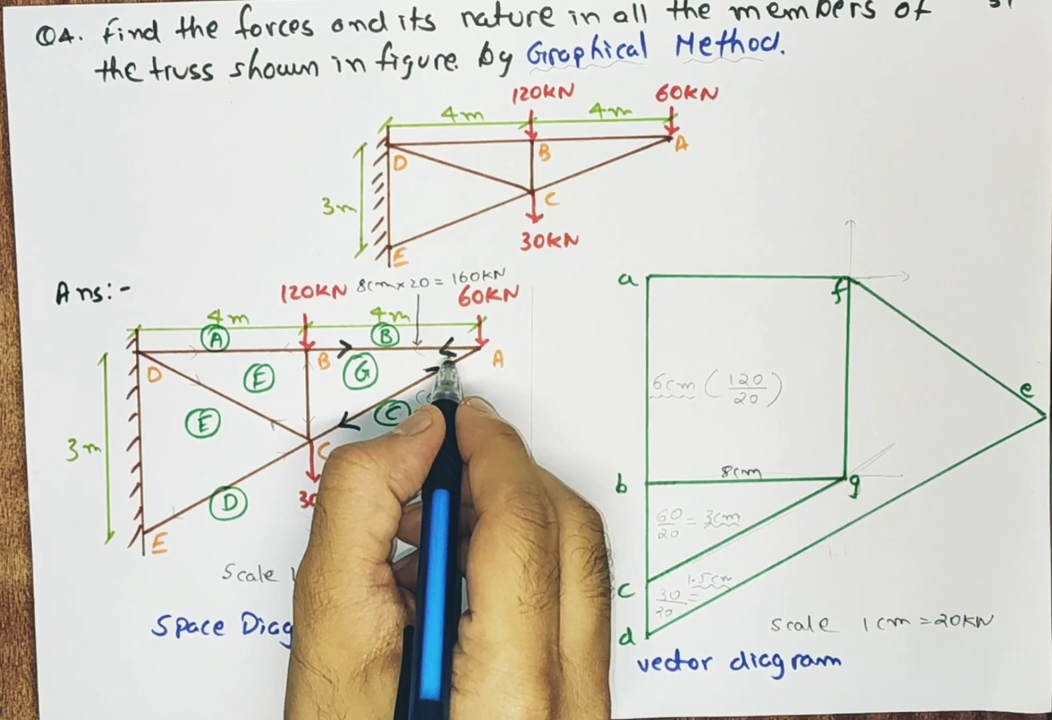 Q4. Find the forces and its nature in all the members of
the truss shown in figure by Graphical Method.
120KN 60KN
4m 4m
D B A
3m
C
30KN
E
Ans:-
8cm×20 = 160KN
120KN 60KN
4m 4m
A B
D B A
E G
E C
3m C
D
E
Scale
Space Diag
a f
6cm (120/20)
e
b 8cm g
60/20 = 3cm
c
30/20 = 1.5cm
d
Scale 1cm = 20KN
vector diagram